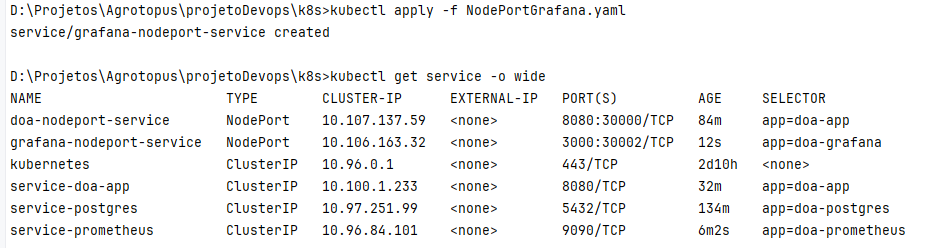 D:\Projetos\Agrotopus\projetoDevops\k8s>kubectl apply -f NodePortGrafana.yaml
service/grafana-nodeport-service created
D:\Projetos\Agrotopus\projetoDevops\k8s>kubectl get service -o wide
NAME TYPE CLUSTER-IP EXTERNAL-IP PORT(S) AGE SELECTOR
doa-nodeport-service NodePort 10.107.137.59 <none> 8080:30000/TCP 84m app=doa-app
grafana-nodeport-service NodePort 10.106.163.32 <none> 3000:30002/TCP 12s app=doa-grafana
kubernetes ClusterIP 10.96.0.1 <none> 443/TCP 2d10h <none>
service-doa-app ClusterIP 10.100.1.233 <none> 8080/TCP 32m app=doa-app
service-postgres ClusterIP 10.97.251.99 <none> 5432/TCP 134m app=doa-postgres
service-prometheus ClusterIP 10.96.84.101 <none> 9090/TCP 6m2s app=doa-prometheus